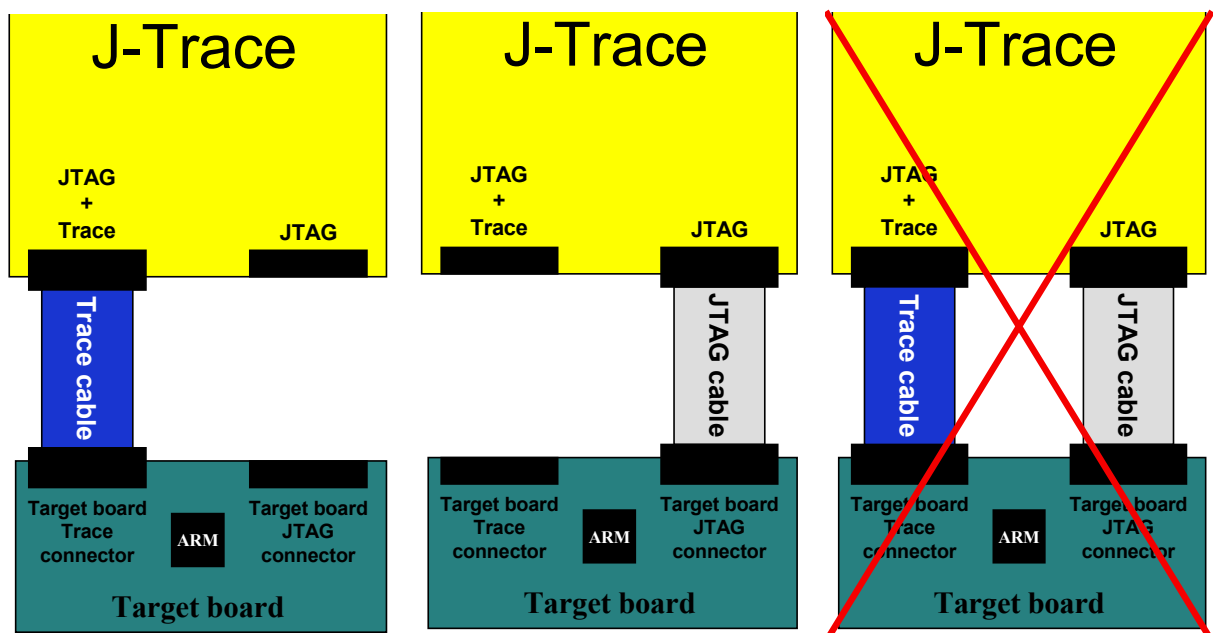 J-Trace
JTAG
+
Trace
JTAG
Trace cable
Target board
Trace
connector
ARM
Target board
JTAG
connector
Target board
J-Trace
JTAG
+
Trace
JTAG
JTAG cable
Target board
Trace
connector
ARM
Target board
JTAG
connector
Target board
J-Trace
JTAG
+
Trace
JTAG
Trace cable
JTAG cable
Target board
Trace
connector
ARM
Target board
JTAG
connector
Target board